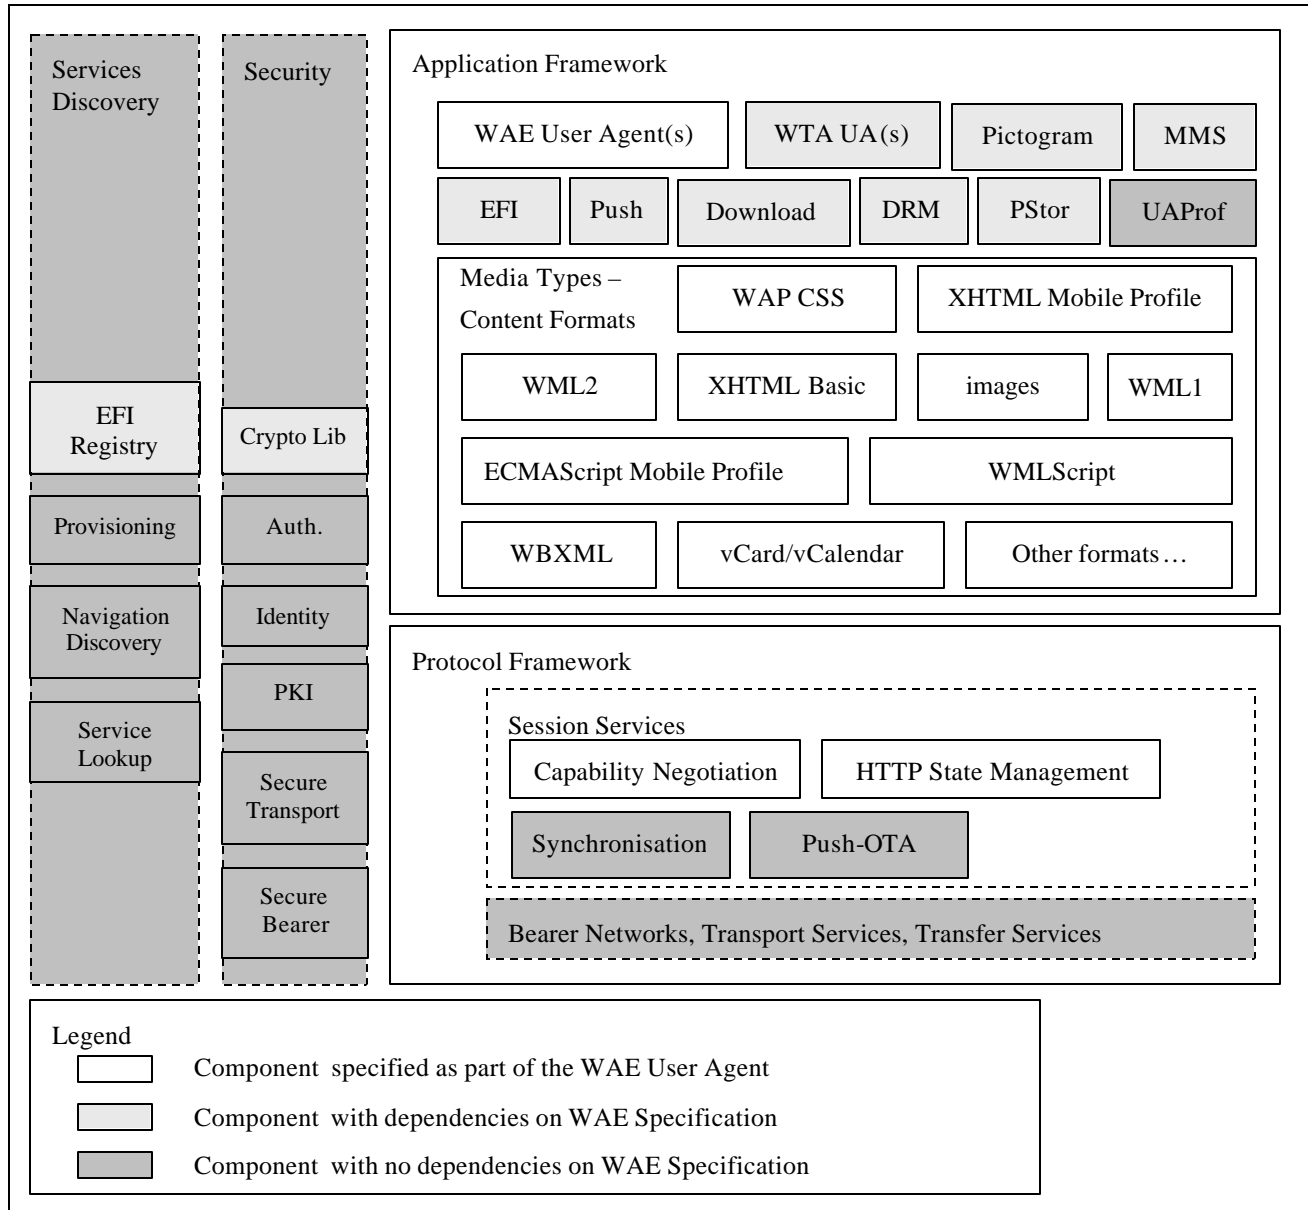 Services
Discovery
EFI
Registry
Provisioning
Navigation
Discovery
Service
Lookup
Security
Crypto Lib
Auth.
Identity
PKI
Secure
Transport
Secure
Bearer
Application Framework
WAE User Agent(s)
WTA UA(s)
Pictogram
MMS
EFI
Push
Download
DRM
PStor
UAProf
Media Types –
Content Formats
WAP CSS
XHTML Mobile Profile
WML2
XHTML Basic
images
WML1
ECMAScript Mobile Profile
WMLScript
WBXML
vCard/vCalendar
Other formats…
Protocol Framework
Session Services
Capability Negotiation
HTTP State Management
Synchronisation
Push-OTA
Bearer Networks, Transport Services, Transfer Services
Legend
Component specified as part of the WAE User Agent
Component with dependencies on WAE Specification
Component with no dependencies on WAE Specification